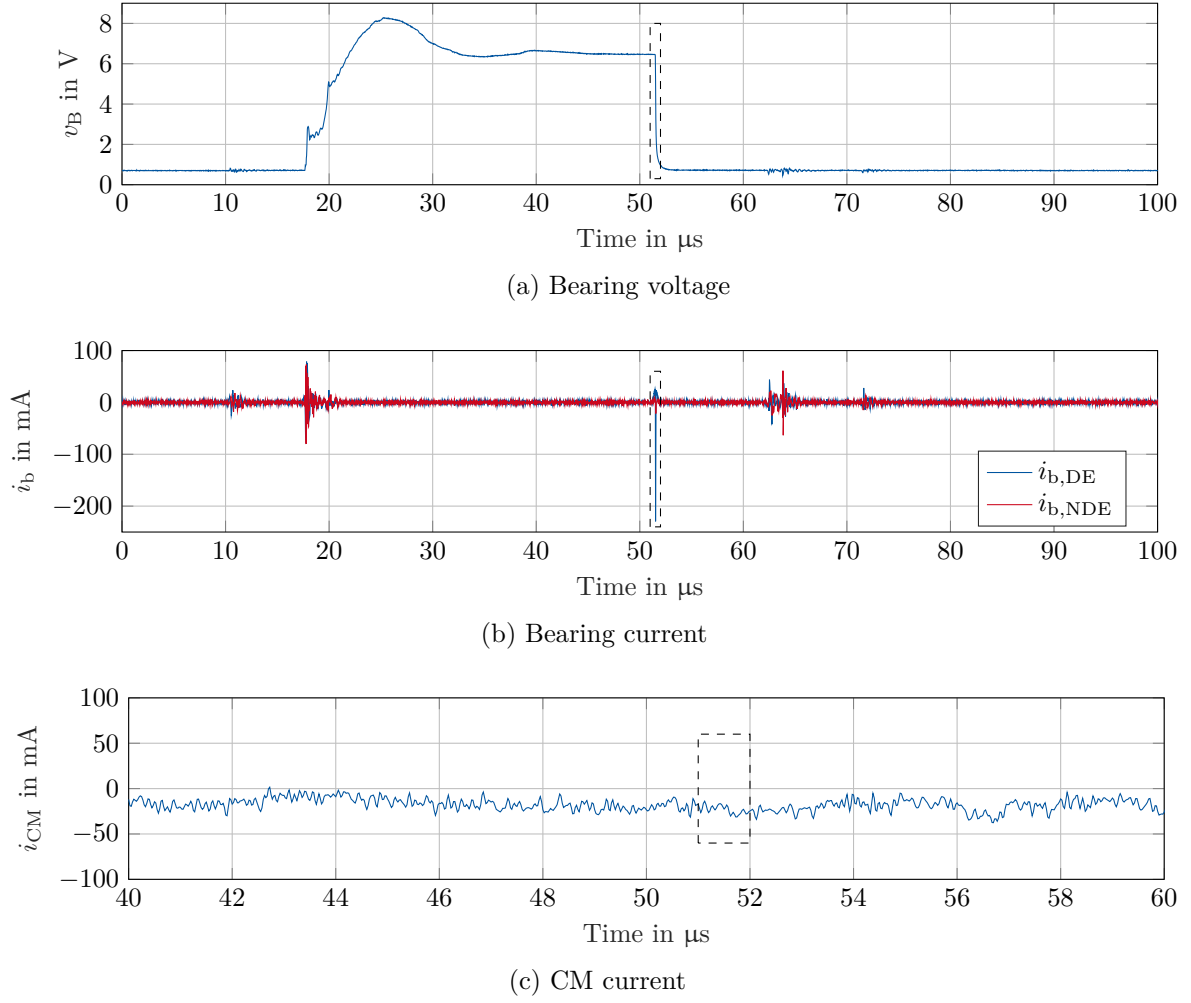 8
6
4
2
0
v_B in V
0 10 20 30 40 50 60 70 80 90 100
Time in μs
(a) Bearing voltage
100
0
−100
−200
i_b in mA
i_b,DE
i_b,NDE
0 10 20 30 40 50 60 70 80 90 100
Time in μs
(b) Bearing current
100
50
0
−50
−100
i_CM in mA
40 42 44 46 48 50 52 54 56 58 60
Time in μs
(c) CM current